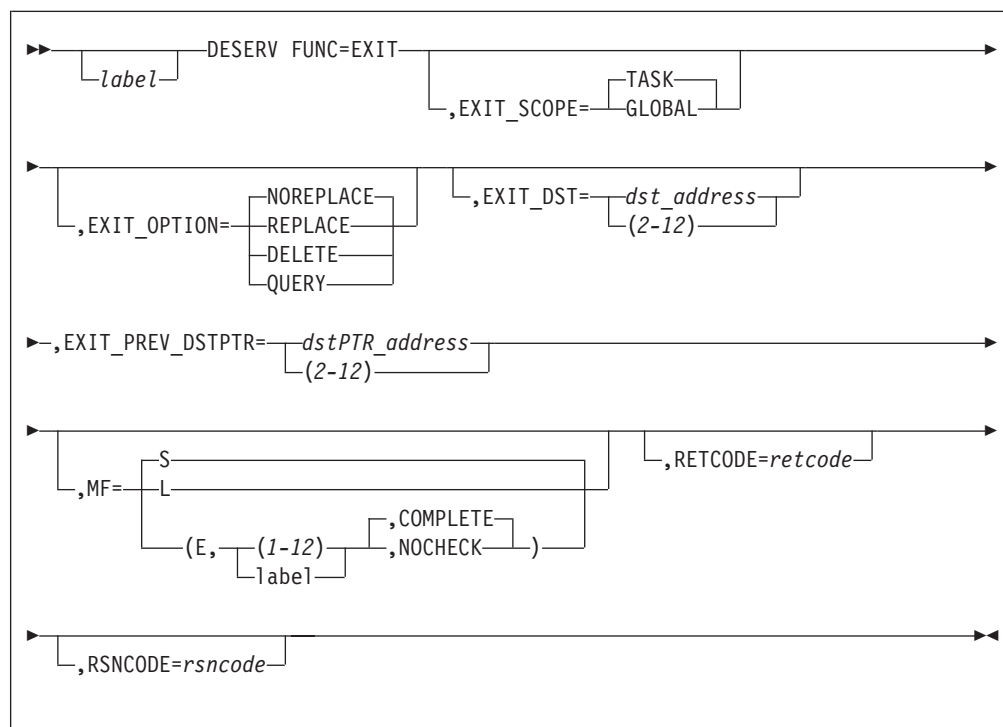 DESERV FUNC=EXIT
label
TASK
,EXIT_SCOPE=
GLOBAL
NOREPLACE
,EXIT_OPTION=
REPLACE
DELETE
QUERY
,EXIT_DST= dst_address
(2-12)
,EXIT_PREV_DSTPTR= dstPTR_address
(2-12)
S
,MF= L
,RETCODE=retcode
,COMPLETE
(E, (1-12) ,NOCHECK )
label
,RSNCODE=rsncode